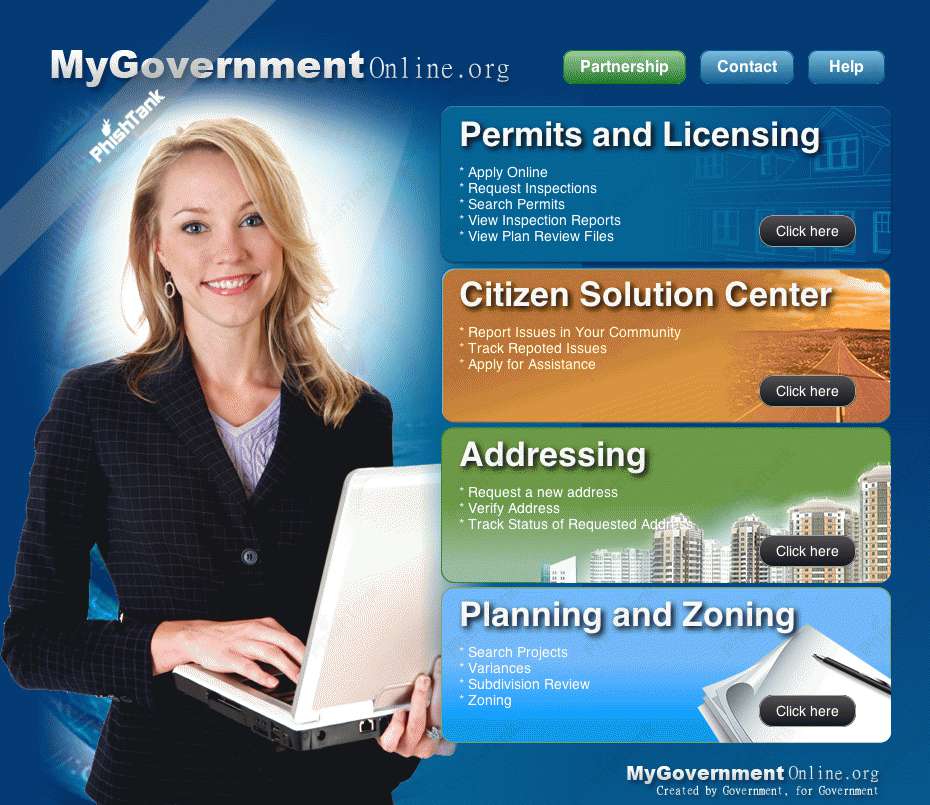 MyGovernmentOnline.org
Partnership
Contact
Help
PhishTank
Permits and Licensing
* Apply Online
* Request Inspections
* Search Permits
* View Inspection Reports
* View Plan Review Files
Click here
Citizen Solution Center
* Report Issues in Your Community
* Track Repoted Issues
* Apply for Assistance
Click here
Addressing
* Request a new address
* Verify Address
* Track Status of Requested Address
Click here
Planning and Zoning
* Search Projects
* Variances
* Subdivision Review
* Zoning
Click here
MyGovernmentOnline.org
Created by Government, for Government